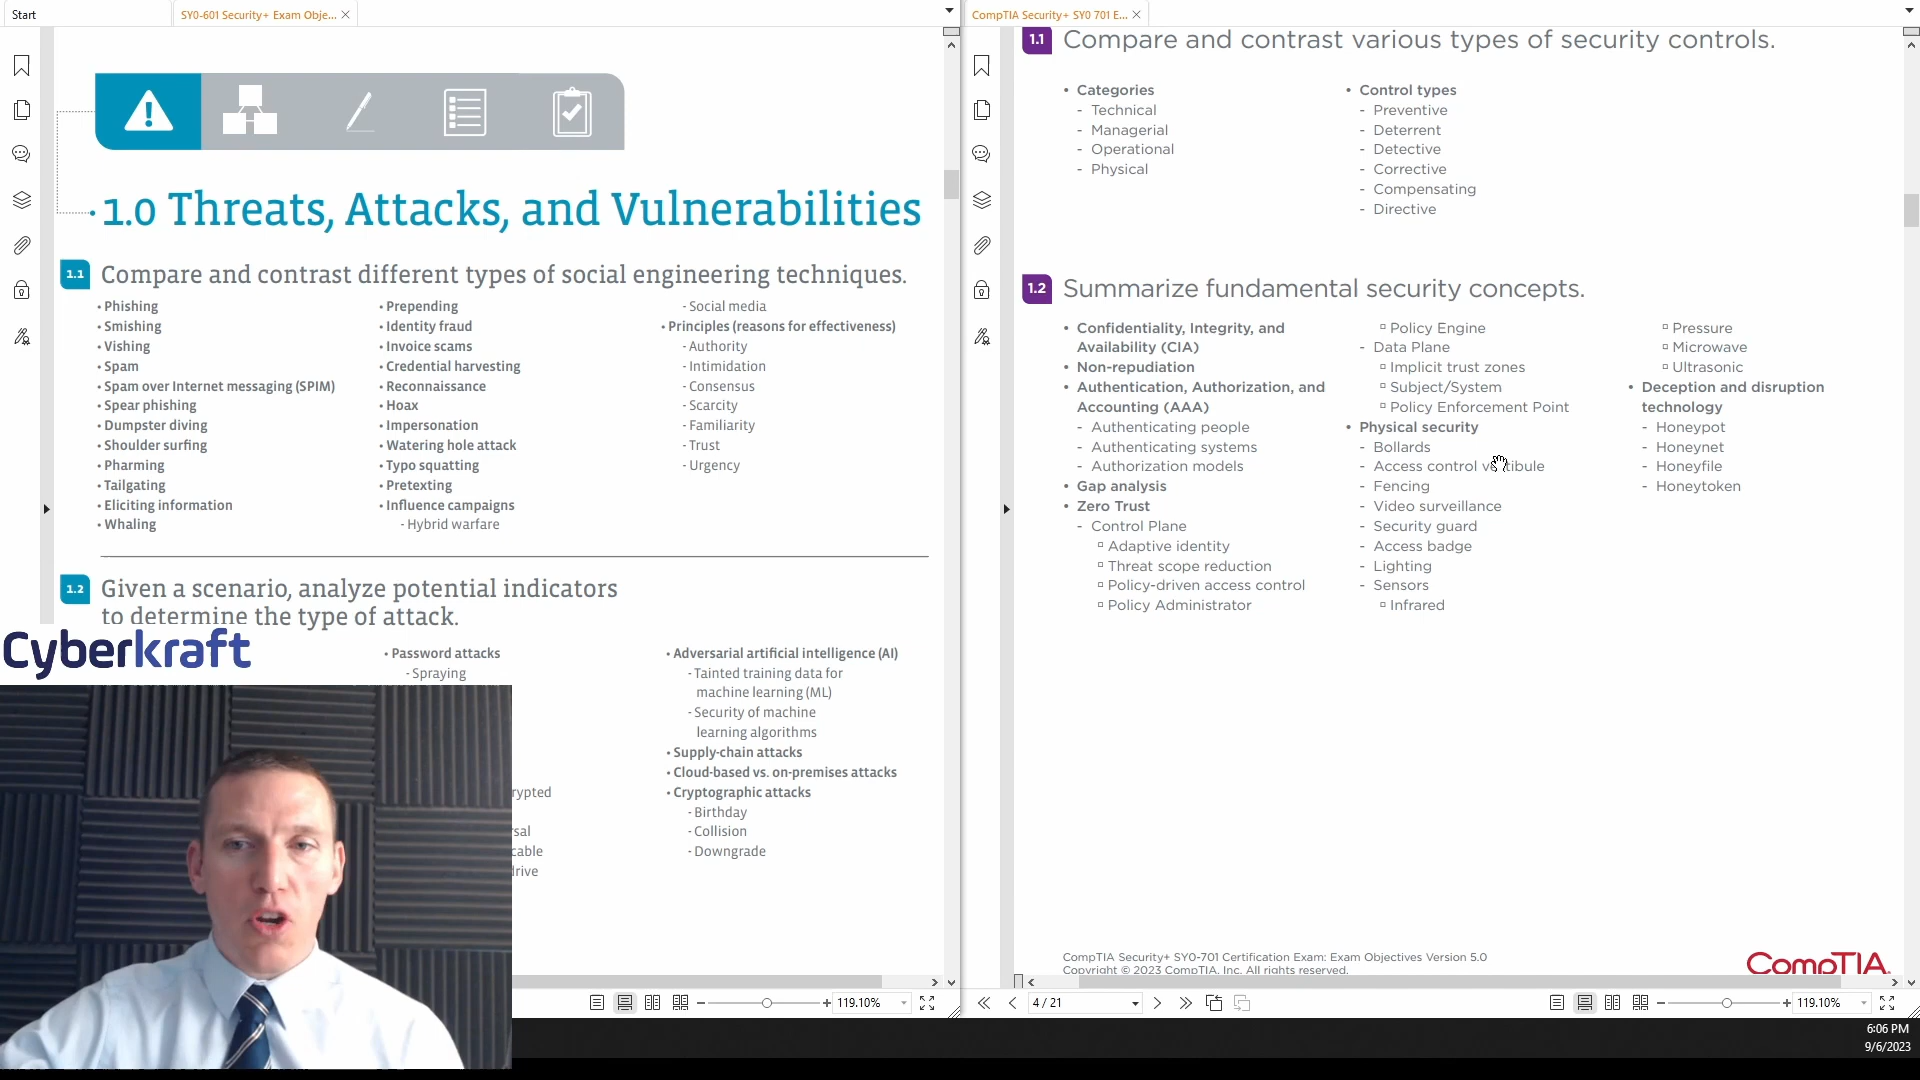 Start
SY0-601 Security+ Exam Obje...
1.0 Threats, Attacks, and Vulnerabilities
1.1 Compare and contrast different types of social engineering techniques.
• Phishing
• Smishing
• Vishing
• Spam
• Spam over Internet messaging (SPIM)
• Spear phishing
• Dumpster diving
• Shoulder surfing
• Pharming
• Tailgating
• Eliciting information
• Whaling
• Prepending
• Identity fraud
• Invoice scams
• Credential harvesting
• Reconnaissance
• Hoax
• Impersonation
• Watering hole attack
• Typo squatting
• Pretexting
• Influence campaigns
- Hybrid warfare
- Social media
• Principles (reasons for effectiveness)
- Authority
- Intimidation
- Consensus
- Scarcity
- Familiarity
- Trust
- Urgency
1.2 Given a scenario, analyze potential indicators
to determine the type of attack.
Cyberkraft
• Password attacks
- Spraying
rypted
rsal
cable
drive
• Adversarial artificial intelligence (AI)
- Tainted training data for
machine learning (ML)
- Security of machine
learning algorithms
• Supply-chain attacks
• Cloud-based vs. on-premises attacks
• Cryptographic attacks
- Birthday
- Collision
- Downgrade
119.10%
CompTIA Security+ SY0 701 E...
1.1 Compare and contrast various types of security controls.
• Categories
- Technical
- Managerial
- Operational
- Physical
• Control types
- Preventive
- Deterrent
- Detective
- Corrective
- Compensating
- Directive
1.2 Summarize fundamental security concepts.
• Confidentiality, Integrity, and
Availability (CIA)
• Non-repudiation
• Authentication, Authorization, and
Accounting (AAA)
- Authenticating people
- Authenticating systems
- Authorization models
• Gap analysis
• Zero Trust
- Control Plane
▫ Adaptive identity
▫ Threat scope reduction
▫ Policy-driven access control
▫ Policy Administrator
▫ Policy Engine
- Data Plane
▫ Implicit trust zones
▫ Subject/System
▫ Policy Enforcement Point
• Physical security
- Bollards
- Access control vestibule
- Fencing
- Video surveillance
- Security guard
- Access badge
- Lighting
- Sensors
▫ Infrared
▫ Pressure
▫ Microwave
▫ Ultrasonic
• Deception and disruption
technology
- Honeypot
- Honeynet
- Honeyfile
- Honeytoken
CompTIA Security+ SY0-701 Certification Exam: Exam Objectives Version 5.0
Copyright © 2023 CompTIA, Inc. All rights reserved.
CompTIA.
4 / 21
119.10%
6:06 PM
9/6/2023